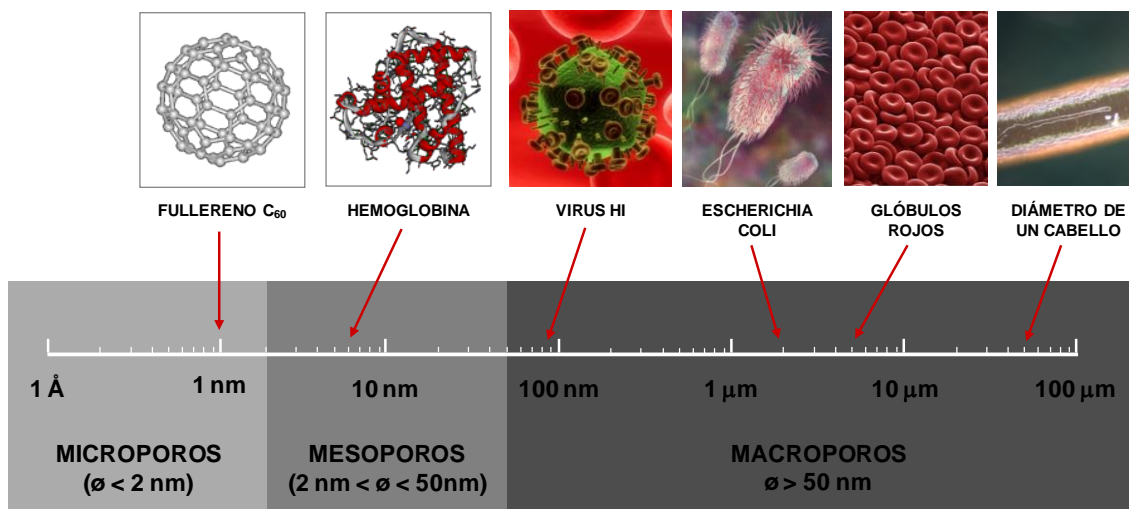 FULLERENO C₆₀
HEMOGLOBINA
VIRUS HI
ESCHERICHIA
COLI
GLÓBULOS
ROJOS
DIÁMETRO DE
UN CABELLO
1 Å
1 nm
10 nm
100 nm
1 μm
10 μm
100 μm
MICROPOROS
(ø < 2 nm)
MESOPOROS
(2 nm < ø < 50nm)
MACROPOROS
ø > 50 nm